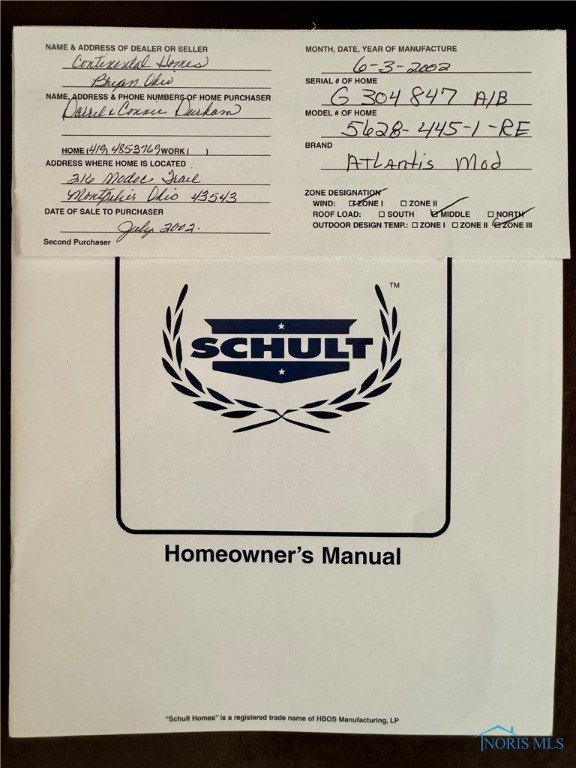 NAME & ADDRESS OF DEALER OR SELLER
Continental Homes
Bryan Ohio
NAME, ADDRESS & PHONE NUMBERS OF HOME PURCHASER
Darrel & Connie Durham
HOME (419) 4853769 WORK ( )
ADDRESS WHERE HOME IS LOCATED
216 Modoc Trail
Montpelier Ohio 43543
DATE OF SALE TO PURCHASER
July 2002.
Second Purchaser
MONTH, DATE, YEAR OF MANUFACTURE
6-3-2002
SERIAL # OF HOME
G 304 847 A/B
MODEL # OF HOME
5628-445-1-RE
BRAND
Atlantis Mod
ZONE DESIGNATION
WIND: ☐ ZONE I ☐ ZONE II
ROOF LOAD: ☐ SOUTH ☐ MIDDLE ☐ NORTH
OUTDOOR DESIGN TEMP.: ☐ ZONE I ☐ ZONE II ☐ ZONE III
SCHULT
TM
Homeowner's Manual
"Schult Homes" is a registered trade name of HBOS Manufacturing, LP
NORIS MLS